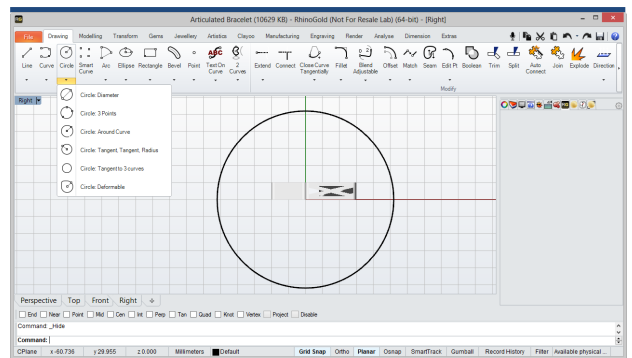 RG Articulated Bracelet (10629 KB) - RhinoGold (Not For Resale Lab) (64-bit) - [Right]
File Drawing Modelling Transform Gems Jewellery Artistics Clayoo Manufacturing Engraving Render Analyse Dimension Extras
Line Curve Circle Smart Curve Arc Ellipse Rectangle Bevel Point Text On Curve 2 Curves Extend Connect Close Curve Tangentially Fillet Blend Adjustable Offset Match Seam Edit Pt Boolean Trim Split Auto Connect Join Explode Direction
Modify
Right
Circle: Diameter
Circle: 3 Points
Circle: Around Curve
Circle: Tangent, Tangent, Radius
Circle: Tangent to 3 curves
Circle: Deformable
Perspective Top Front Right
End Near Point Mid Cen Int Perp Tan Quad Knot Vertex Project Disable
Command: _Hide
Command:
CPlane x -60.736 y 29.955 z 0.000 Millimeters Default Grid Snap Ortho Planar Osnap SmartTrack Gumball Record History Filter Available physical ...